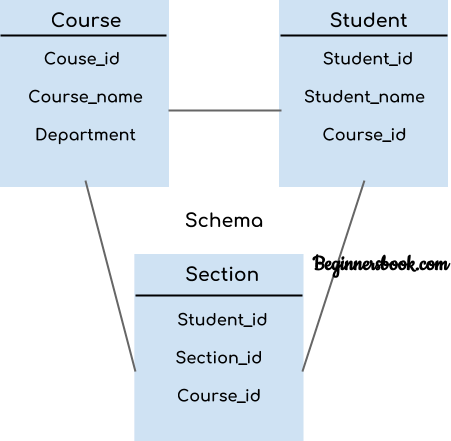 Course
Couse_id
Course_name
Department
Student
Student_id
Student_name
Course_id
Schema
Beginnersbook.com
Section
Student_id
Section_id
Course_id